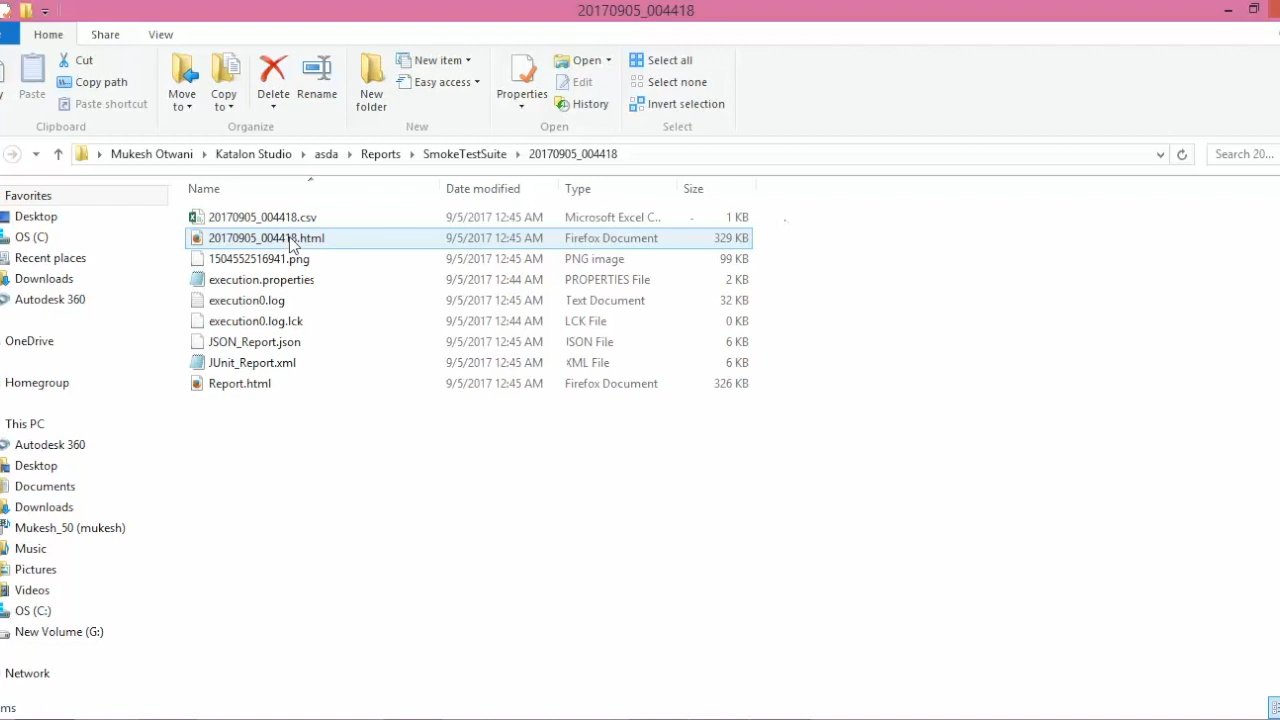 20170905_004418
Home Share View
Paste
Cut
Copy path
Paste shortcut
Clipboard
Move to
Copy to
Delete
Rename
Organize
New folder
New item
Easy access
New
Properties
Open
Edit
History
Open
Select all
Select none
Invert selection
Select
Mukesh Otwani Katalon Studio asda Reports SmokeTestSuite 20170905_004418
Search 20...
Name Date modified Type Size
20170905_004418.csv 9/5/2017 12:45 AM Microsoft Excel C... 1 KB
20170905_004418.html 9/5/2017 12:45 AM Firefox Document 329 KB
1504552516941.png 9/5/2017 12:45 AM PNG image 99 KB
execution.properties 9/5/2017 12:44 AM PROPERTIES File 2 KB
execution0.log 9/5/2017 12:45 AM Text Document 32 KB
execution0.log.lck 9/5/2017 12:44 AM LCK File 0 KB
JSON_Report.json 9/5/2017 12:45 AM JSON File 6 KB
JUnit_Report.xml 9/5/2017 12:45 AM XML File 6 KB
Report.html 9/5/2017 12:45 AM Firefox Document 326 KB
Favorites
Desktop
OS (C)
Recent places
Downloads
Autodesk 360
OneDrive
Homegroup
This PC
Autodesk 360
Desktop
Documents
Downloads
Mukesh_50 (mukesh)
Music
Pictures
Videos
OS (C:)
New Volume (G:)
Network
ms